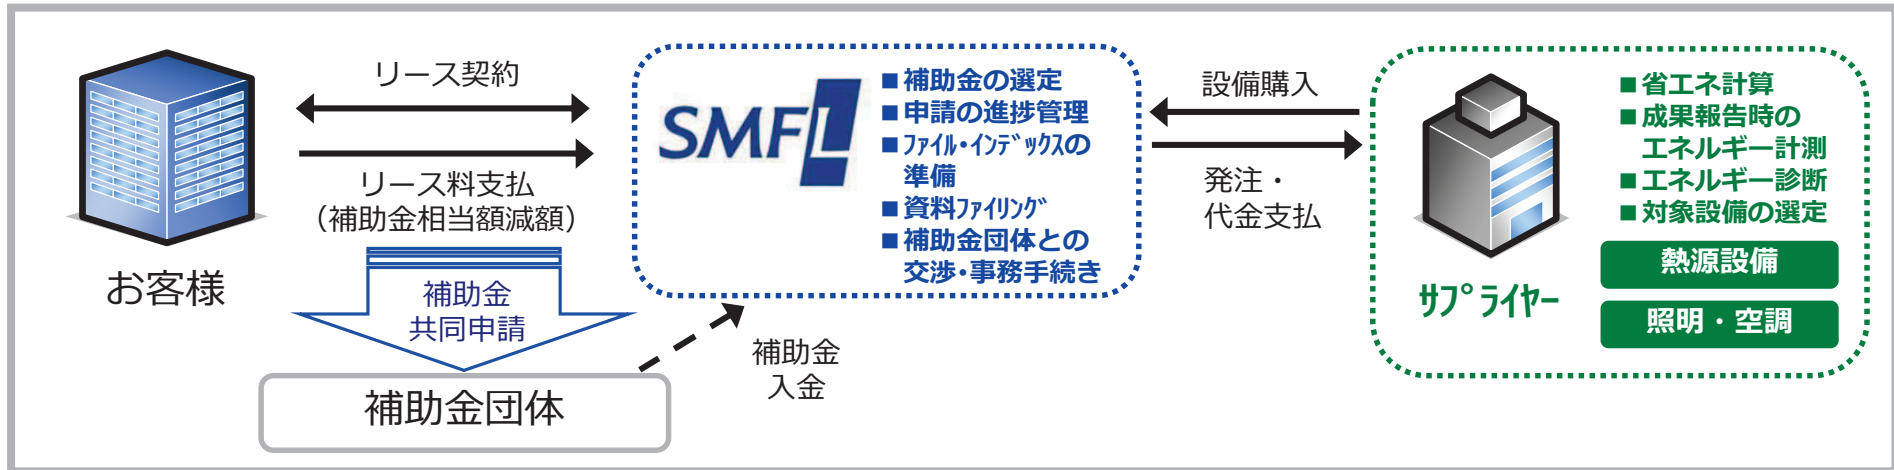 お客様
リース契約
リース料支払
（補助金相当額減額）
補助金
共同申請
補助金団体
補助金
入金
SMFL
■補助金の選定
■申請の進捗管理
■ﾌｧｲﾙ・ｲﾝﾃﾞｯｸｽの
準備
■資料ﾌｧｲﾘﾝｸﾞ
■補助金団体との
交渉・事務手続き
設備購入
発注・
代金支払
ｻﾌﾟﾗｲﾔｰ
■省エネ計算
■成果報告時の
エネルギー計測
■エネルギー診断
■対象設備の選定
熱源設備
照明・空調